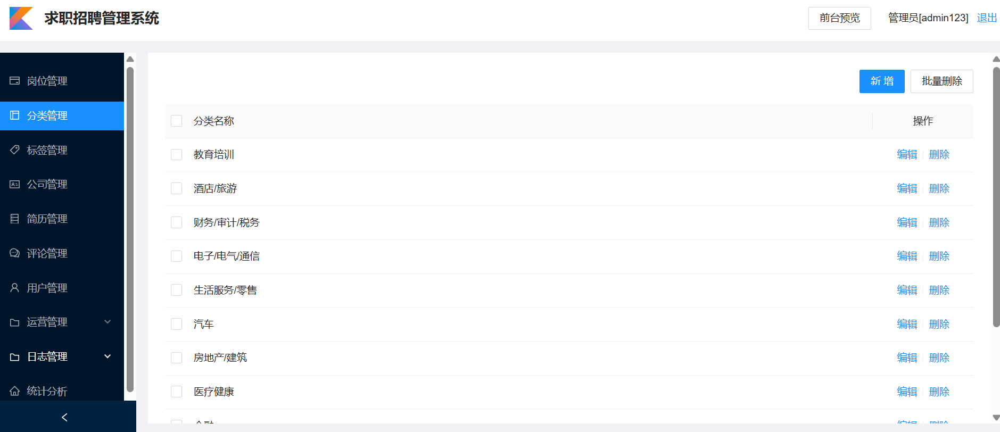 求职招聘管理系统
前台预览 管理员[admin123] 退出
岗位管理
分类管理
标签管理
公司管理
简历管理
评论管理
用户管理
运营管理
日志管理
统计分析
新 增 批量删除
分类名称 操作
教育培训 编辑 删除
酒店/旅游 编辑 删除
财务/审计/税务 编辑 删除
电子/电气/通信 编辑 删除
生活服务/零售 编辑 删除
汽车 编辑 删除
房地产/建筑 编辑 删除
医疗健康 编辑 删除
金融 编辑 删除